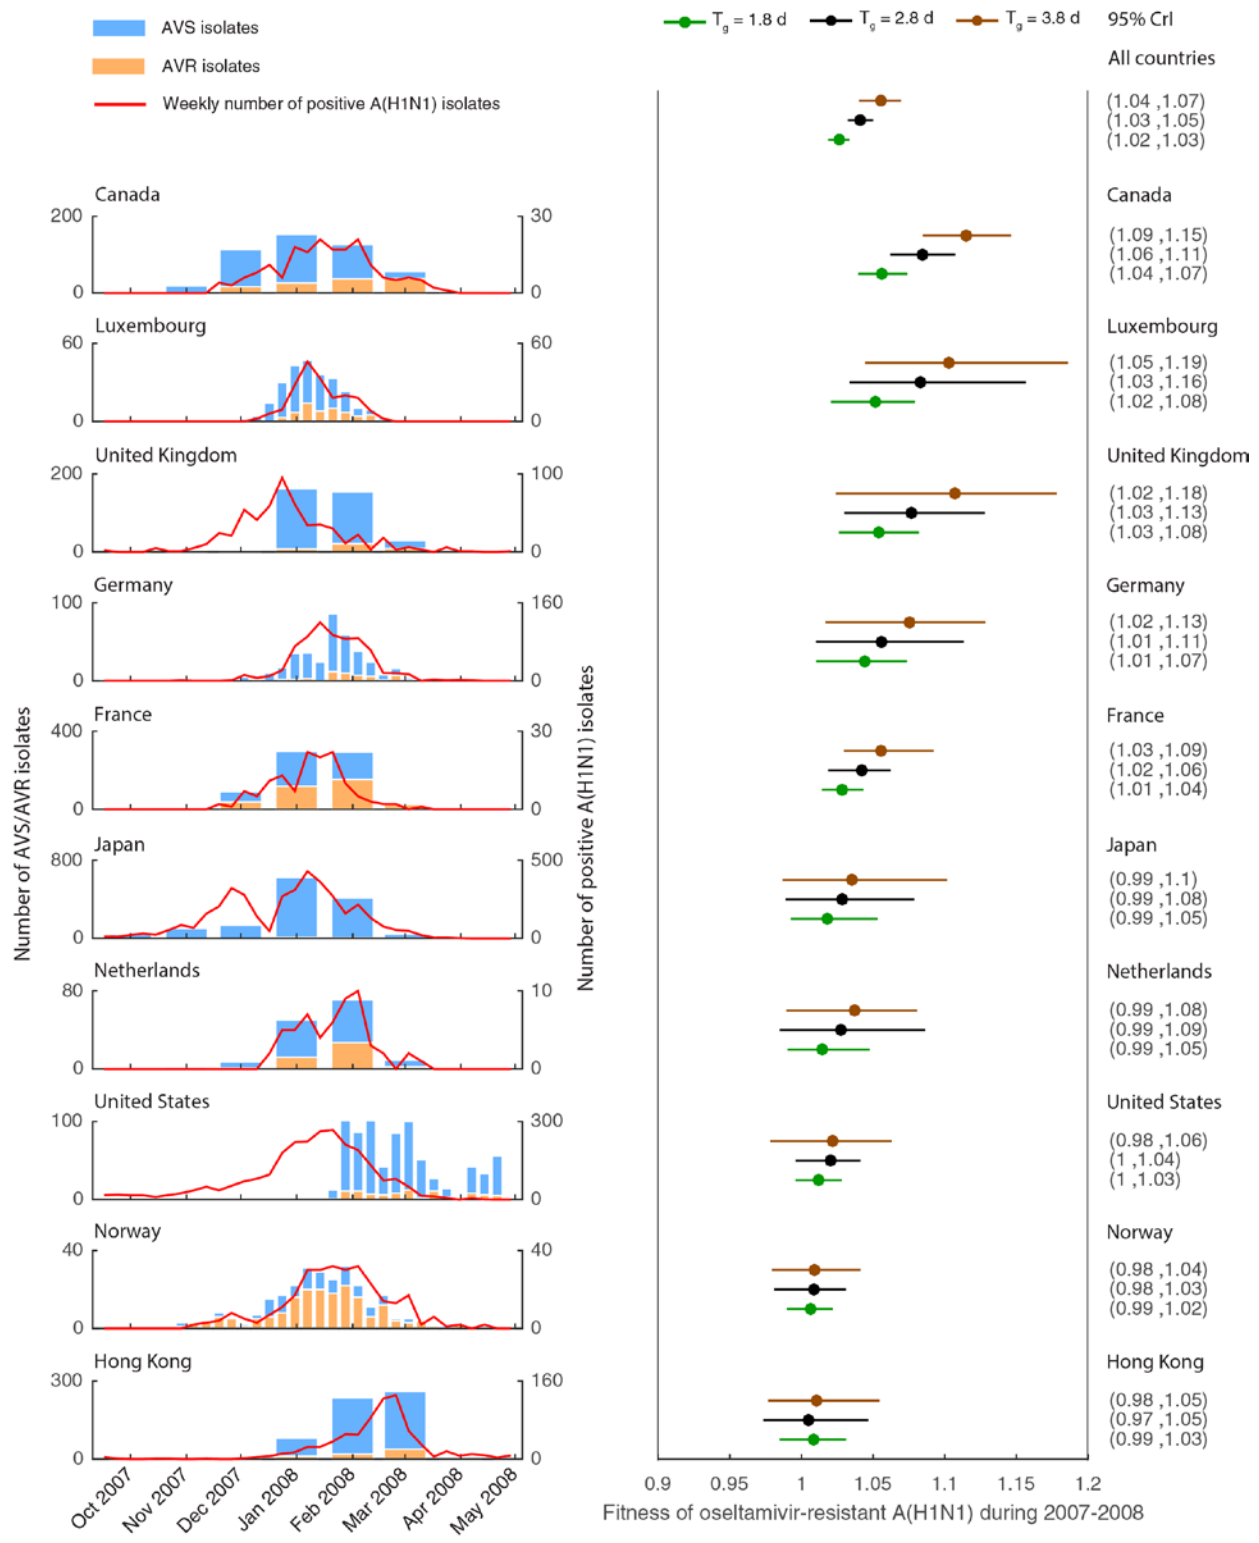 AVS isolates
AVR isolates
Weekly number of positive A(H1N1) isolates
Tg = 1.8 d
Tg = 2.8 d
Tg = 3.8 d
95% CrI
All countries
(1.04 ,1.07)
(1.03 ,1.05)
(1.02 ,1.03)
Canada
200
0
30
0
Canada
(1.09 ,1.15)
(1.06 ,1.11)
(1.04 ,1.07)
Luxembourg
60
0
60
0
Luxembourg
(1.05 ,1.19)
(1.03 ,1.16)
(1.02 ,1.08)
United Kingdom
200
0
100
0
United Kingdom
(1.02 ,1.18)
(1.03 ,1.13)
(1.03 ,1.08)
Germany
100
0
160
0
Germany
(1.02 ,1.13)
(1.01 ,1.11)
(1.01 ,1.07)
France
400
0
30
0
France
(1.03 ,1.09)
(1.02 ,1.06)
(1.01 ,1.04)
Japan
800
0
500
0
Japan
(0.99 ,1.1)
(0.99 ,1.08)
(0.99 ,1.05)
Netherlands
80
0
10
0
Netherlands
(0.99 ,1.08)
(0.99 ,1.09)
(0.99 ,1.05)
United States
100
0
300
0
United States
(0.98 ,1.06)
(1 ,1.04)
(1 ,1.03)
Norway
40
0
40
0
Norway
(0.98 ,1.04)
(0.98 ,1.03)
(0.99 ,1.02)
Hong Kong
300
0
160
0
Hong Kong
(0.98 ,1.05)
(0.97 ,1.05)
(0.99 ,1.03)
Number of AVS/AVR isolates
Number of positive A(H1N1) isolates
Oct 2007
Nov 2007
Dec 2007
Jan 2008
Feb 2008
Mar 2008
Apr 2008
May 2008
0.9
0.95
1
1.05
1.1
1.15
1.2
Fitness of oseltamivir-resistant A(H1N1) during 2007-2008